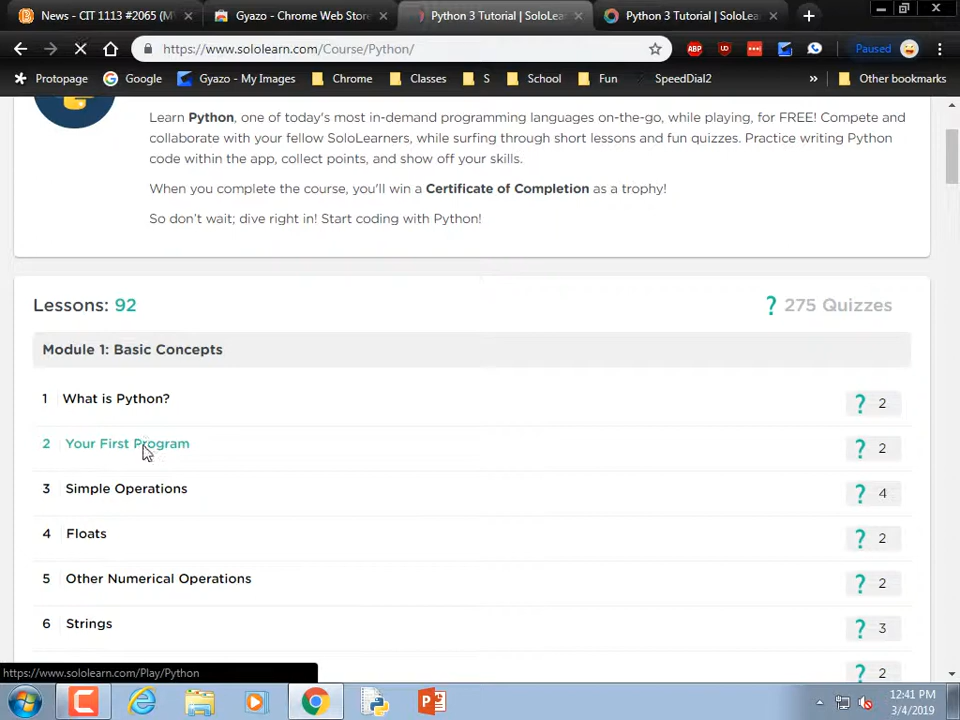 News - CIT 1113 #2065 (M
Gyazo - Chrome Web Store
Python 3 Tutorial | SoloLea
Python 3 Tutorial | SoloLea
https://www.sololearn.com/Course/Python/
ABP
Paused
Protopage
Google
Gyazo - My Images
Chrome
Classes
S
School
Fun
SpeedDial2
»
Other bookmarks
Learn Python, one of today's most in-demand programming languages on-the-go, while playing, for FREE! Compete and
collaborate with your fellow SoloLearners, while surfing through short lessons and fun quizzes. Practice writing Python
code within the app, collect points, and show off your skills.
When you complete the course, you'll win a Certificate of Completion as a trophy!
So don't wait; dive right in! Start coding with Python!
Lessons: 92
? 275 Quizzes
Module 1: Basic Concepts
1 What is Python? ? 2
2 Your First Program ? 2
3 Simple Operations ? 4
4 Floats ? 2
5 Other Numerical Operations ? 2
6 Strings ? 3
? 2
https://www.sololearn.com/Play/Python
12:41 PM
3/4/2019